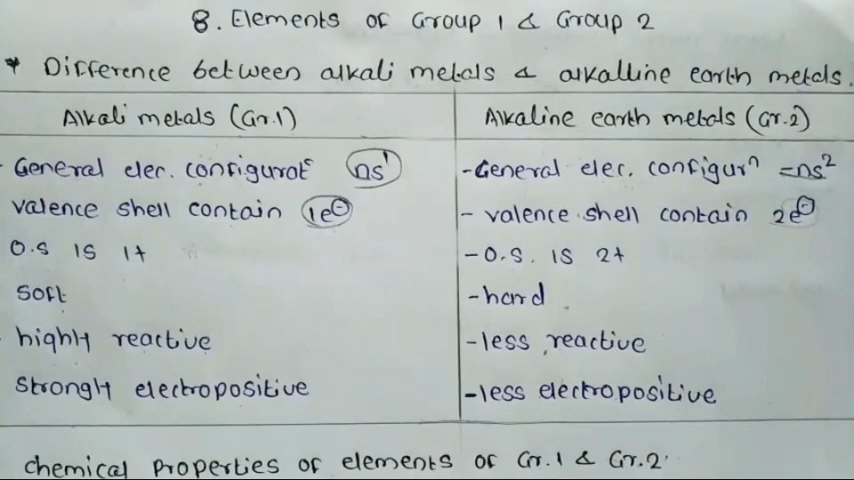 8. Elements of Group 1 & Group 2
* Difference between alkali metals & alkalline earth metals.
Alkali metals (Gr.1)
Alkaline earth metals (Gr.2)
General elec. configurat^n ns¹
- General elec. configur^n = ns²
valence shell contain 1e⊖
- valence shell contain 2e⊖
O.S IS 1+
- O.S. IS 2+
soft
- hard
highly reactive
- less reactive
strongly electropositive
- less electropositive
chemical properties of elements of Gr.1 & Gr.2